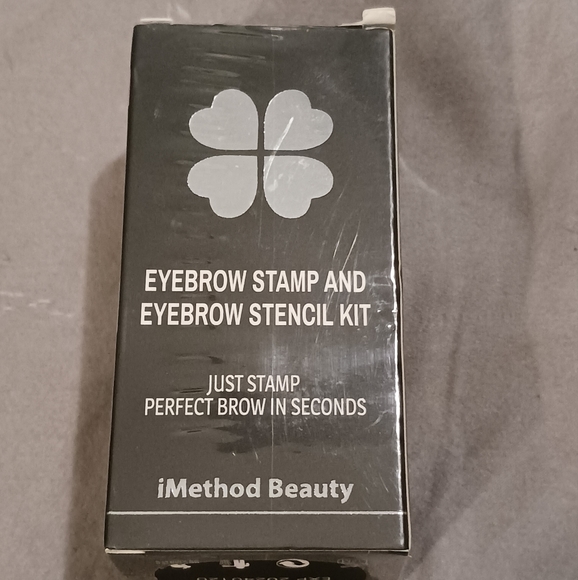 EYEBROW STAMP AND
EYEBROW STENCIL KIT
JUST STAMP
PERFECT BROW IN SECONDS
iMethod Beauty